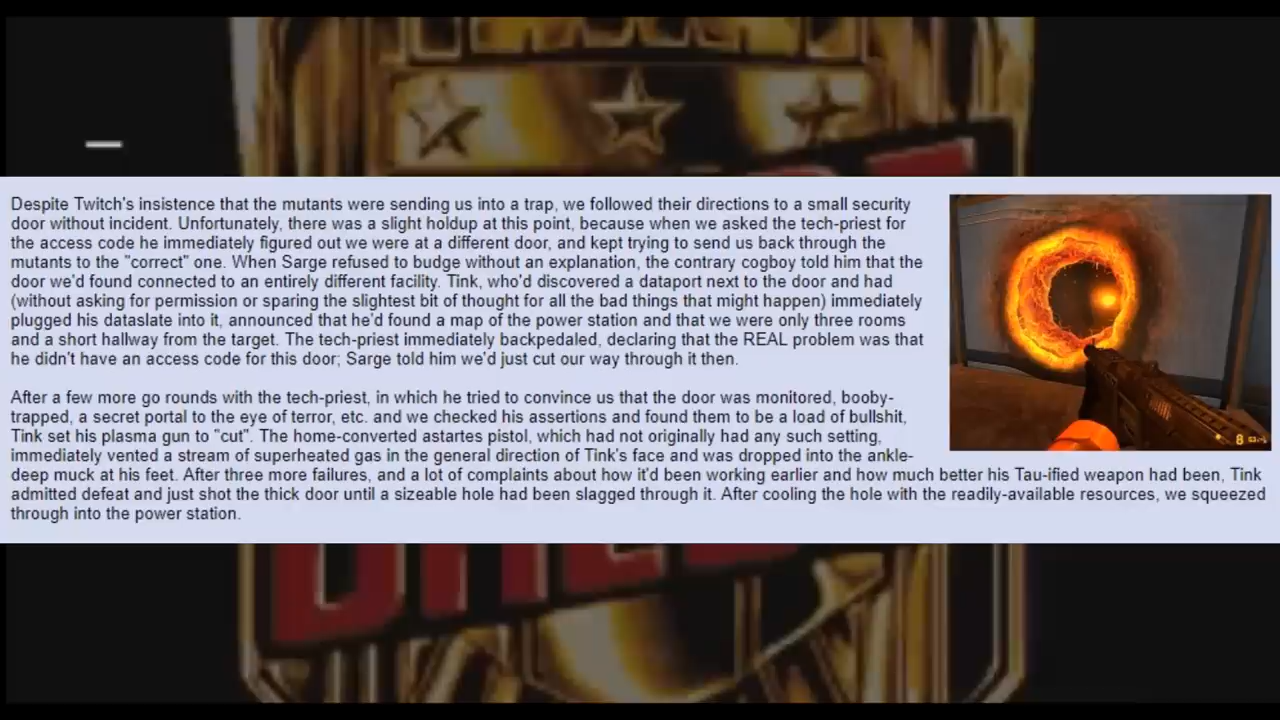 Despite Twitch's insistence that the mutants were sending us into a trap, we followed their directions to a small security
door without incident. Unfortunately, there was a slight holdup at this point, because when we asked the tech-priest for
the access code he immediately figured out we were at a different door, and kept trying to send us back through the
mutants to the "correct" one. When Sarge refused to budge without an explanation, the contrary cogboy told him that the
door we'd found connected to an entirely different facility. Tink, who'd discovered a dataport next to the door and had
(without asking for permission or sparing the slightest bit of thought for all the bad things that might happen) immediately
plugged his dataslate into it, announced that he'd found a map of the power station and that we were only three rooms
and a short hallway from the target. The tech-priest immediately backpedaled, declaring that the REAL problem was that
he didn't have an access code for this door; Sarge told him we'd just cut our way through it then.
After a few more go rounds with the tech-priest, in which he tried to convince us that the door was monitored, booby-
trapped, a secret portal to the eye of terror, etc. and we checked his assertions and found them to be a load of bullshit,
Tink set his plasma gun to "cut". The home-converted astartes pistol, which had not originally had any such setting,
immediately vented a stream of superheated gas in the general direction of Tink's face and was dropped into the ankle-
deep muck at his feet. After three more failures, and a lot of complaints about how it'd been working earlier and how much better his Tau-ified weapon had been, Tink
admitted defeat and just shot the thick door until a sizeable hole had been slagged through it. After cooling the hole with the readily-available resources, we squeezed
through into the power station.
8